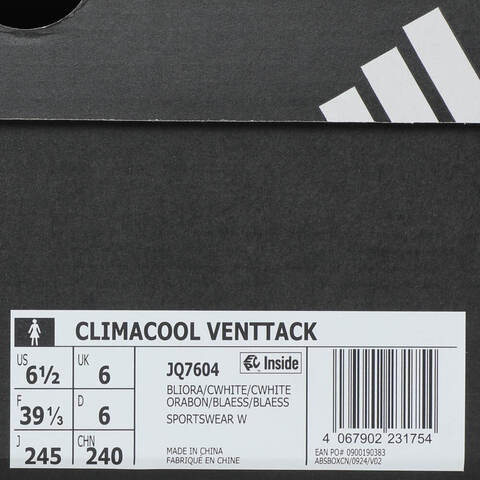 CLIMACOOL VENTTACK
US 6½ UK 6
F 39⅓ D 6
J 245 CHN 240
JQ7604 Inside
BLIORA/CWHITE/CWHITE
ORABON/BLAESS/BLAESS
SPORTSWEAR W
MADE IN CHINA
FABRIQUE EN CHINE
4 067902 231754
EAN PO# 0900190383
ABSBOXCN/0924/V02